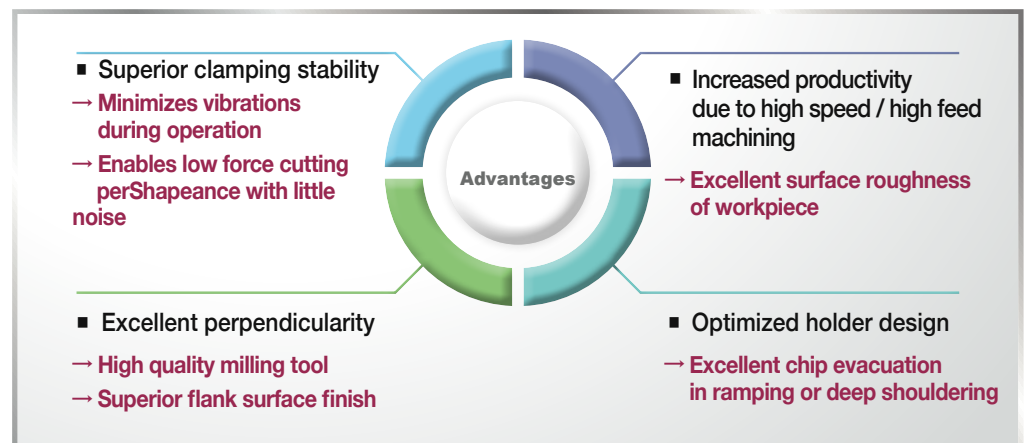 ■ Superior clamping stability
→ Minimizes vibrations
during operation
→ Enables low force cutting
perShapeance with little
noise
Advantages
■ Increased productivity
due to high speed / high feed
machining
→ Excellent surface roughness
of workpiece
■ Excellent perpendicularity
→ High quality milling tool
→ Superior flank surface finish
■ Optimized holder design
→ Excellent chip evacuation
in ramping or deep shouldering